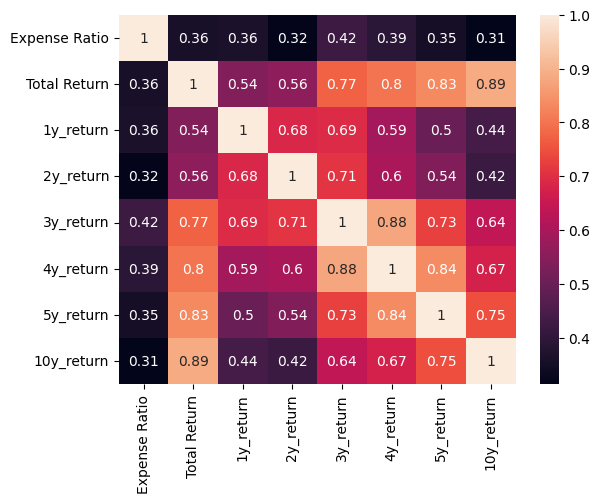 Expense Ratio 1 0.36 0.36 0.32 0.42 0.39 0.35 0.31
Total Return 0.36 1 0.54 0.56 0.77 0.8 0.83 0.89
1y_return 0.36 0.54 1 0.68 0.69 0.59 0.5 0.44
2y_return 0.32 0.56 0.68 1 0.71 0.6 0.54 0.42
3y_return 0.42 0.77 0.69 0.71 1 0.88 0.73 0.64
4y_return 0.39 0.8 0.59 0.6 0.88 1 0.84 0.67
5y_return 0.35 0.83 0.5 0.54 0.73 0.84 1 0.75
10y_return 0.31 0.89 0.44 0.42 0.64 0.67 0.75 1
Expense Ratio
Total Return
1y_return
2y_return
3y_return
4y_return
5y_return
10y_return
1.0
0.9
0.8
0.7
0.6
0.5
0.4